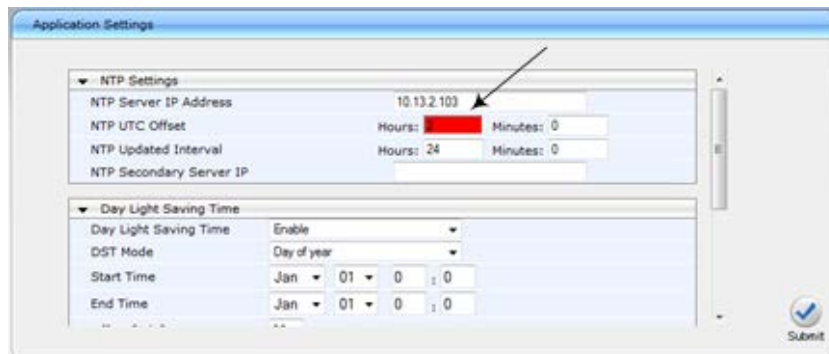 Application Settings
NTP Settings
NTP Server IP Address 10.13.2.103
NTP UTC Offset Hours: Minutes: 0
NTP Updated Interval Hours: 24 Minutes: 0
NTP Secondary Server IP
Day Light Saving Time
Day Light Saving Time Enable
DST Mode Day of year
Start Time Jan 01 0 : 0
End Time Jan 01 0 : 0
Submit